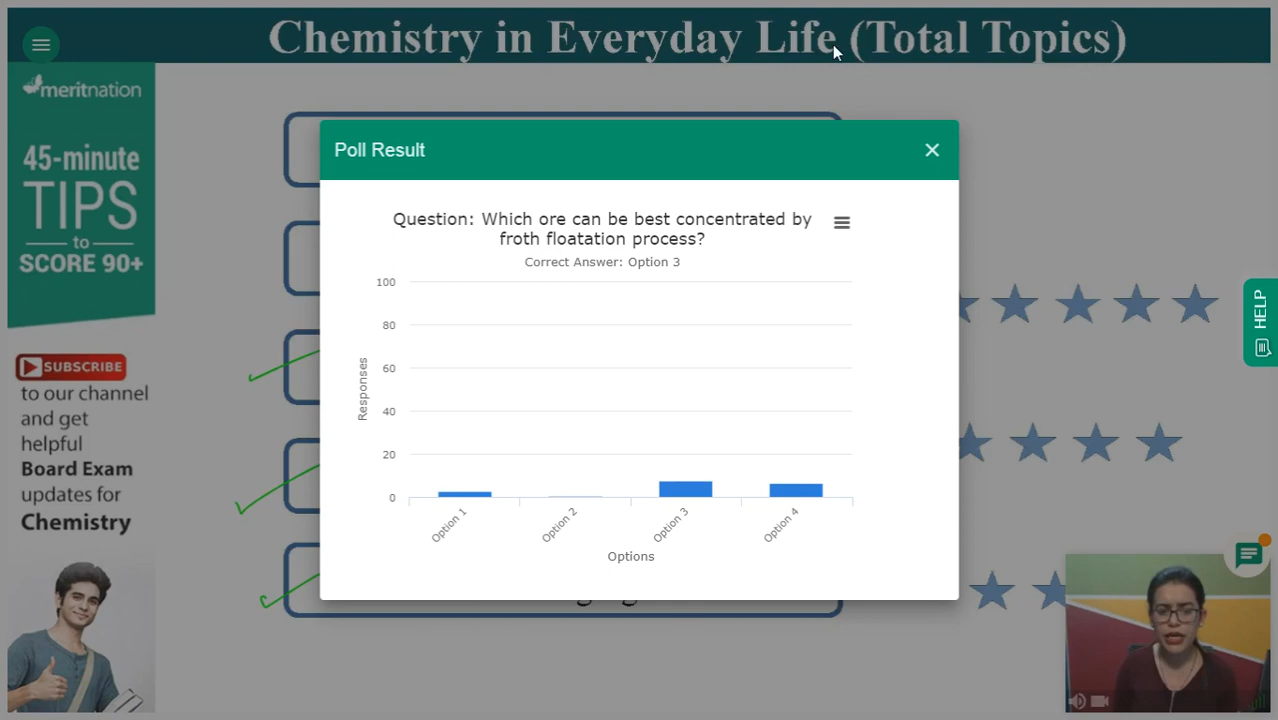 Chemistry in Everyday Life (Total Topics)
meritnation
45-minute
TIPS
to
SCORE 90+
SUBSCRIBE
to our channel
and get
helpful
Board Exam
updates for
Chemistry
Poll Result
Question: Which ore can be best concentrated by
froth floatation process?
Correct Answer: Option 3
100
80
60
40
20
0
Responses
Option 1
Option 2
Option 3
Option 4
Options
HELP